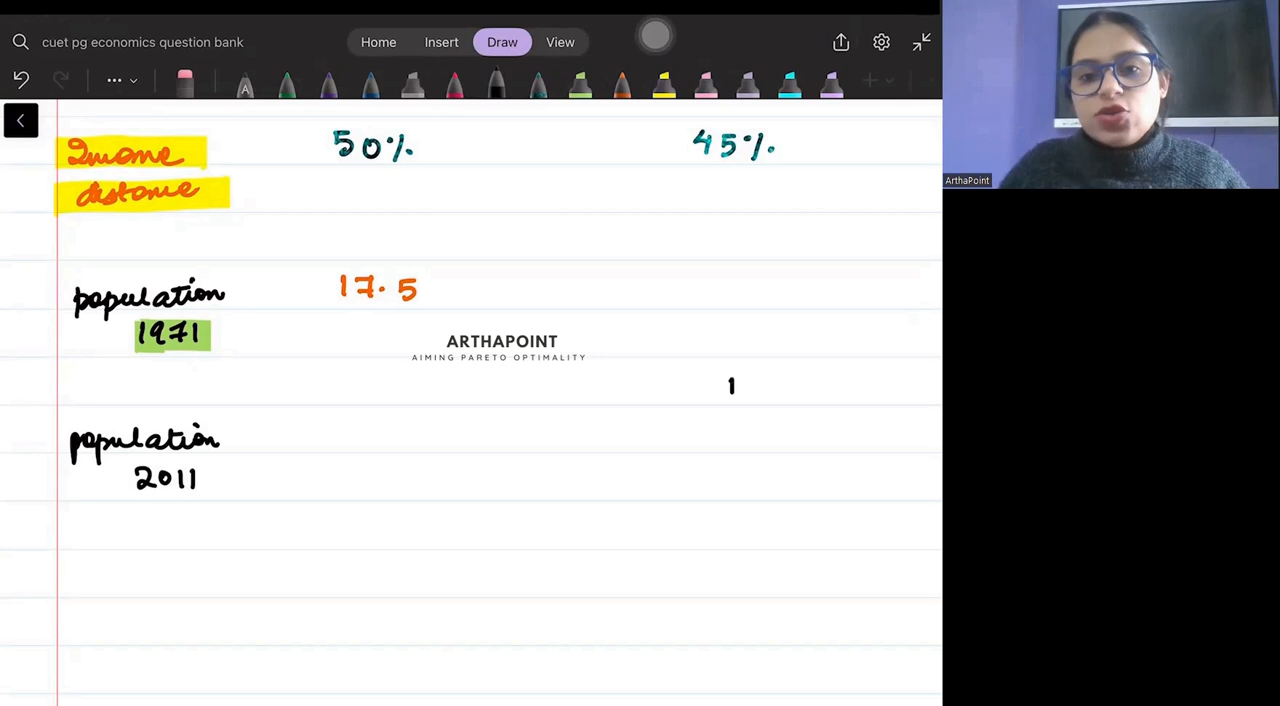 cuet pg economics question bank
Home Insert Draw View
A
Income 50% 45%
distance
ArthaPoint
population 17.5
1971
ARTHAPOINT
AIMING PARETO OPTIMALITY
1
population
2011